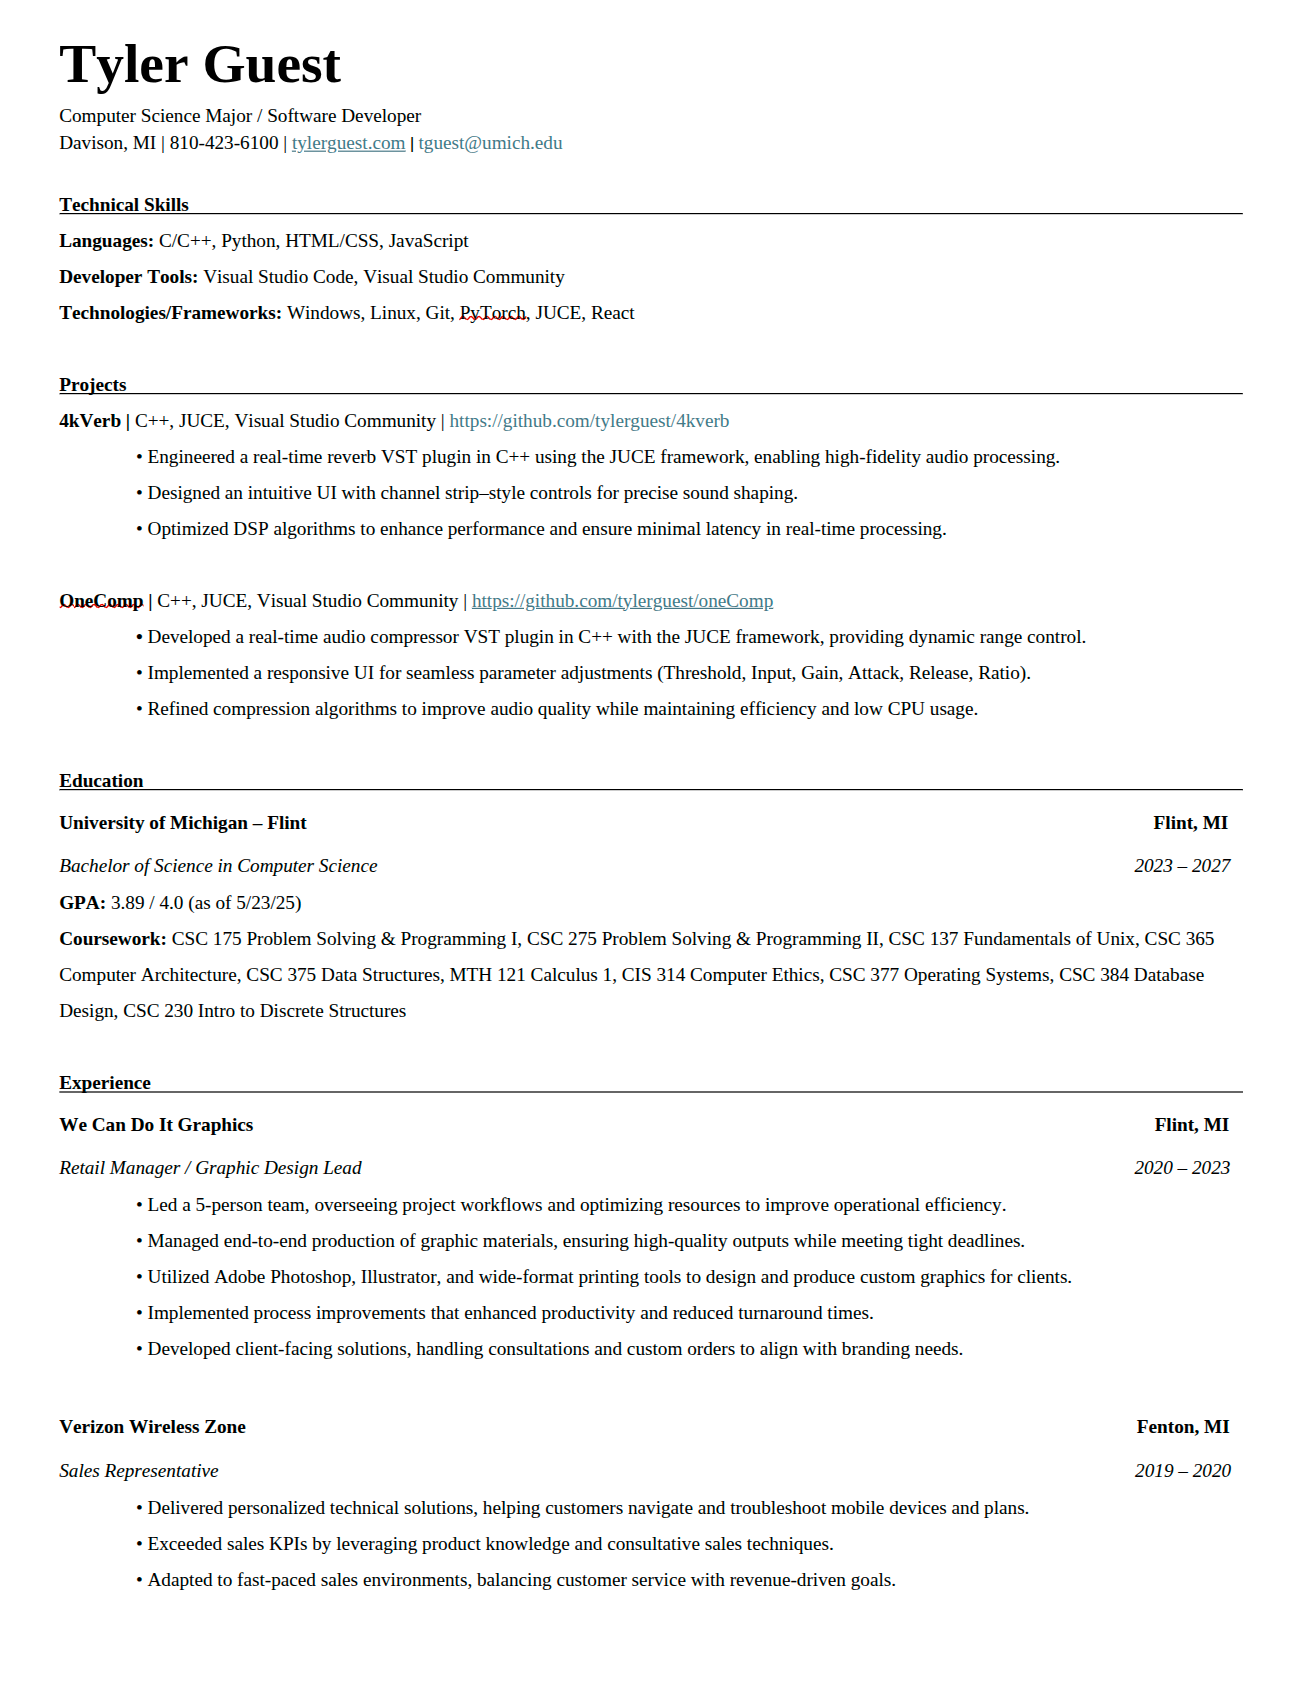 Tyler Guest
Computer Science Major / Software Developer
Davison, MI | 810-423-6100 | tylerguest.com | tguest@umich.edu
Technical Skills
Languages: C/C++, Python, HTML/CSS, JavaScript
Developer Tools: Visual Studio Code, Visual Studio Community
Technologies/Frameworks: Windows, Linux, Git, PyTorch, JUCE, React
Projects
4kVerb | C++, JUCE, Visual Studio Community | https://github.com/tylerguest/4kverb
• Engineered a real-time reverb VST plugin in C++ using the JUCE framework, enabling high-fidelity audio processing.
• Designed an intuitive UI with channel strip–style controls for precise sound shaping.
• Optimized DSP algorithms to enhance performance and ensure minimal latency in real-time processing.
OneComp | C++, JUCE, Visual Studio Community | https://github.com/tylerguest/oneComp
• Developed a real-time audio compressor VST plugin in C++ with the JUCE framework, providing dynamic range control.
• Implemented a responsive UI for seamless parameter adjustments (Threshold, Input, Gain, Attack, Release, Ratio).
• Refined compression algorithms to improve audio quality while maintaining efficiency and low CPU usage.
Education
University of Michigan – Flint Flint, MI
Bachelor of Science in Computer Science 2023 – 2027
GPA: 3.89 / 4.0 (as of 5/23/25)
Coursework: CSC 175 Problem Solving & Programming I, CSC 275 Problem Solving & Programming II, CSC 137 Fundamentals of Unix, CSC 365
Computer Architecture, CSC 375 Data Structures, MTH 121 Calculus 1, CIS 314 Computer Ethics, CSC 377 Operating Systems, CSC 384 Database
Design, CSC 230 Intro to Discrete Structures
Experience
We Can Do It Graphics Flint, MI
Retail Manager / Graphic Design Lead 2020 – 2023
• Led a 5-person team, overseeing project workflows and optimizing resources to improve operational efficiency.
• Managed end-to-end production of graphic materials, ensuring high-quality outputs while meeting tight deadlines.
• Utilized Adobe Photoshop, Illustrator, and wide-format printing tools to design and produce custom graphics for clients.
• Implemented process improvements that enhanced productivity and reduced turnaround times.
• Developed client-facing solutions, handling consultations and custom orders to align with branding needs.
Verizon Wireless Zone Fenton, MI
Sales Representative 2019 – 2020
• Delivered personalized technical solutions, helping customers navigate and troubleshoot mobile devices and plans.
• Exceeded sales KPIs by leveraging product knowledge and consultative sales techniques.
• Adapted to fast-paced sales environments, balancing customer service with revenue-driven goals.